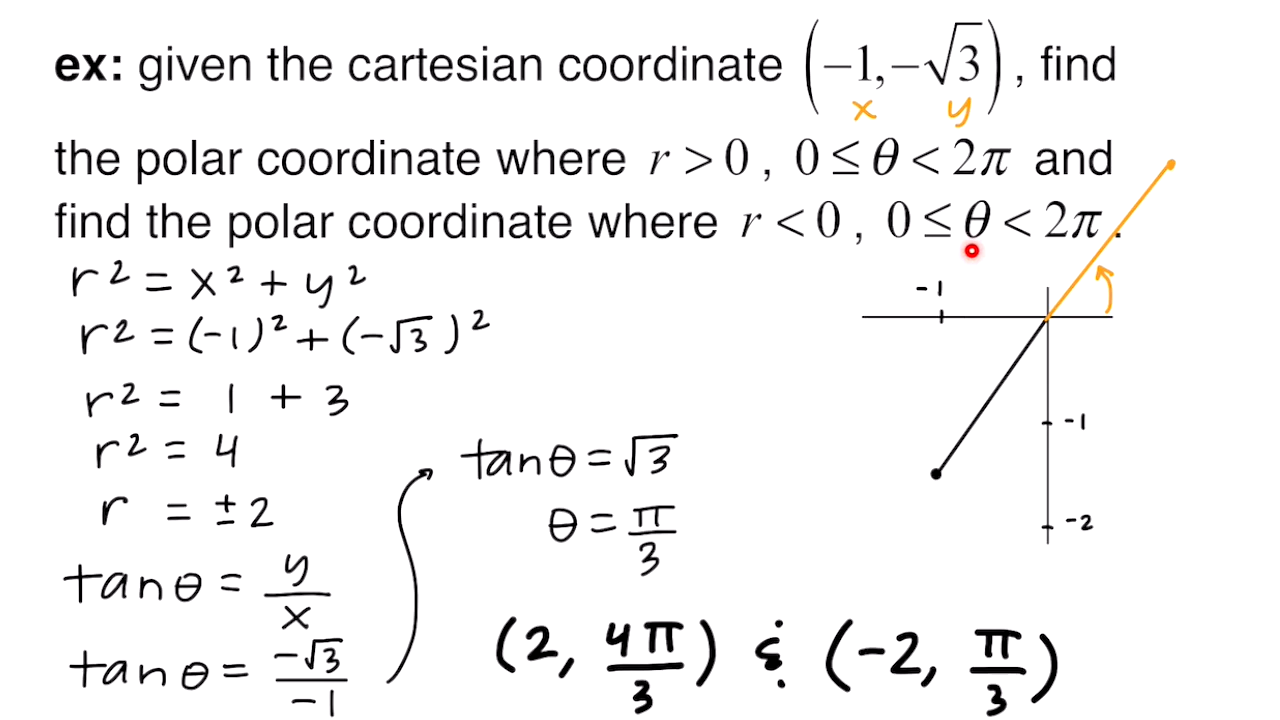 ex: given the cartesian coordinate (−1, −√3), find
x y
the polar coordinate where r > 0, 0 ≤ θ < 2π and
find the polar coordinate where r < 0, 0 ≤ θ < 2π.
r² = x² + y²
r² = (-1)² + (-√3)²
r² = 1 + 3
r² = 4
r = ±2
tanθ = y/x
tanθ = -√3/-1
tanθ = √3
θ = π/3
-1
-1
-2
(2, 4π/3) & (-2, π/3)